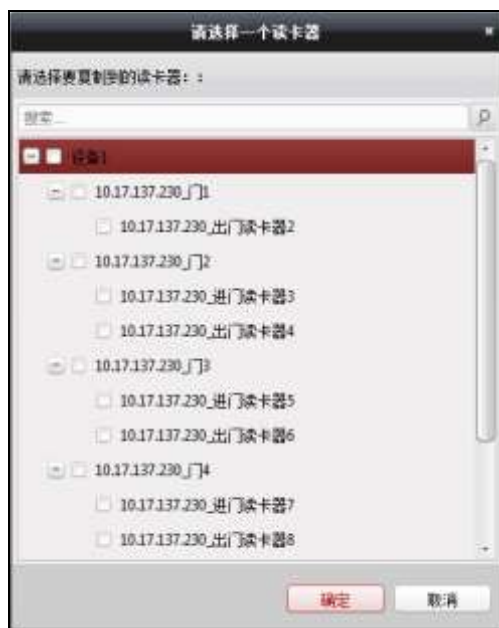 请选择一个读卡器
请选择要复制到的读卡器：：
搜索...
设备1
10.17.137.230_门1
10.17.137.230_出门读卡器2
10.17.137.230_门2
10.17.137.230_进门读卡器3
10.17.137.230_出门读卡器4
10.17.137.230_门3
10.17.137.230_进门读卡器5
10.17.137.230_出门读卡器6
10.17.137.230_门4
10.17.137.230_进门读卡器7
10.17.137.230_出门读卡器8
确定
取消